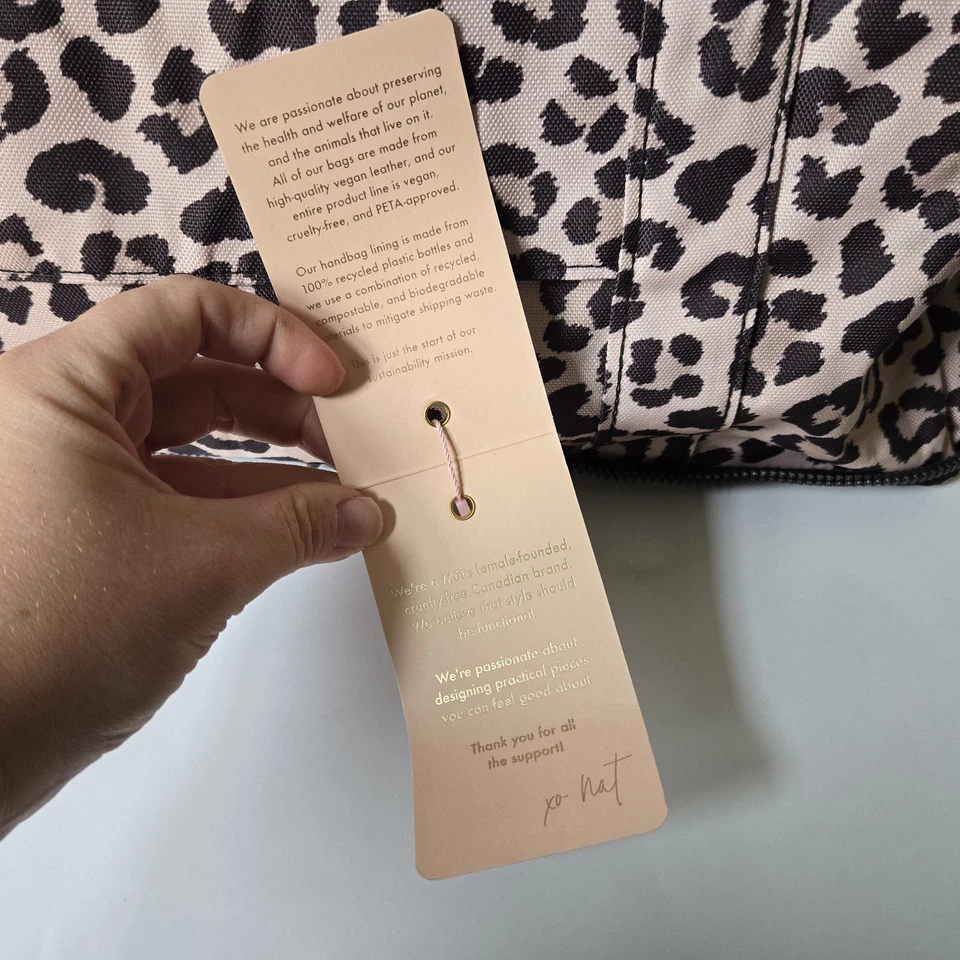 We are passionate about preserving
the health and welfare of our planet,
and the animals that live on it.
All of our bags are made from
high-quality vegan leather, and our
entire product line is vegan,
cruelty-free, and PETA-approved.
Our handbag lining is made from
100% recycled plastic bottles and
we use a combination of recycled,
compostable, and biodegradable
materials to mitigate shipping waste.
This is just the start of our
sustainability mission.
We're a Métis female-founded,
cruelty-free Canadian brand.
We believe that style should
be functional.
We're passionate about
designing practical pieces
you can feel good about.
Thank you for all
the support!
xo nat